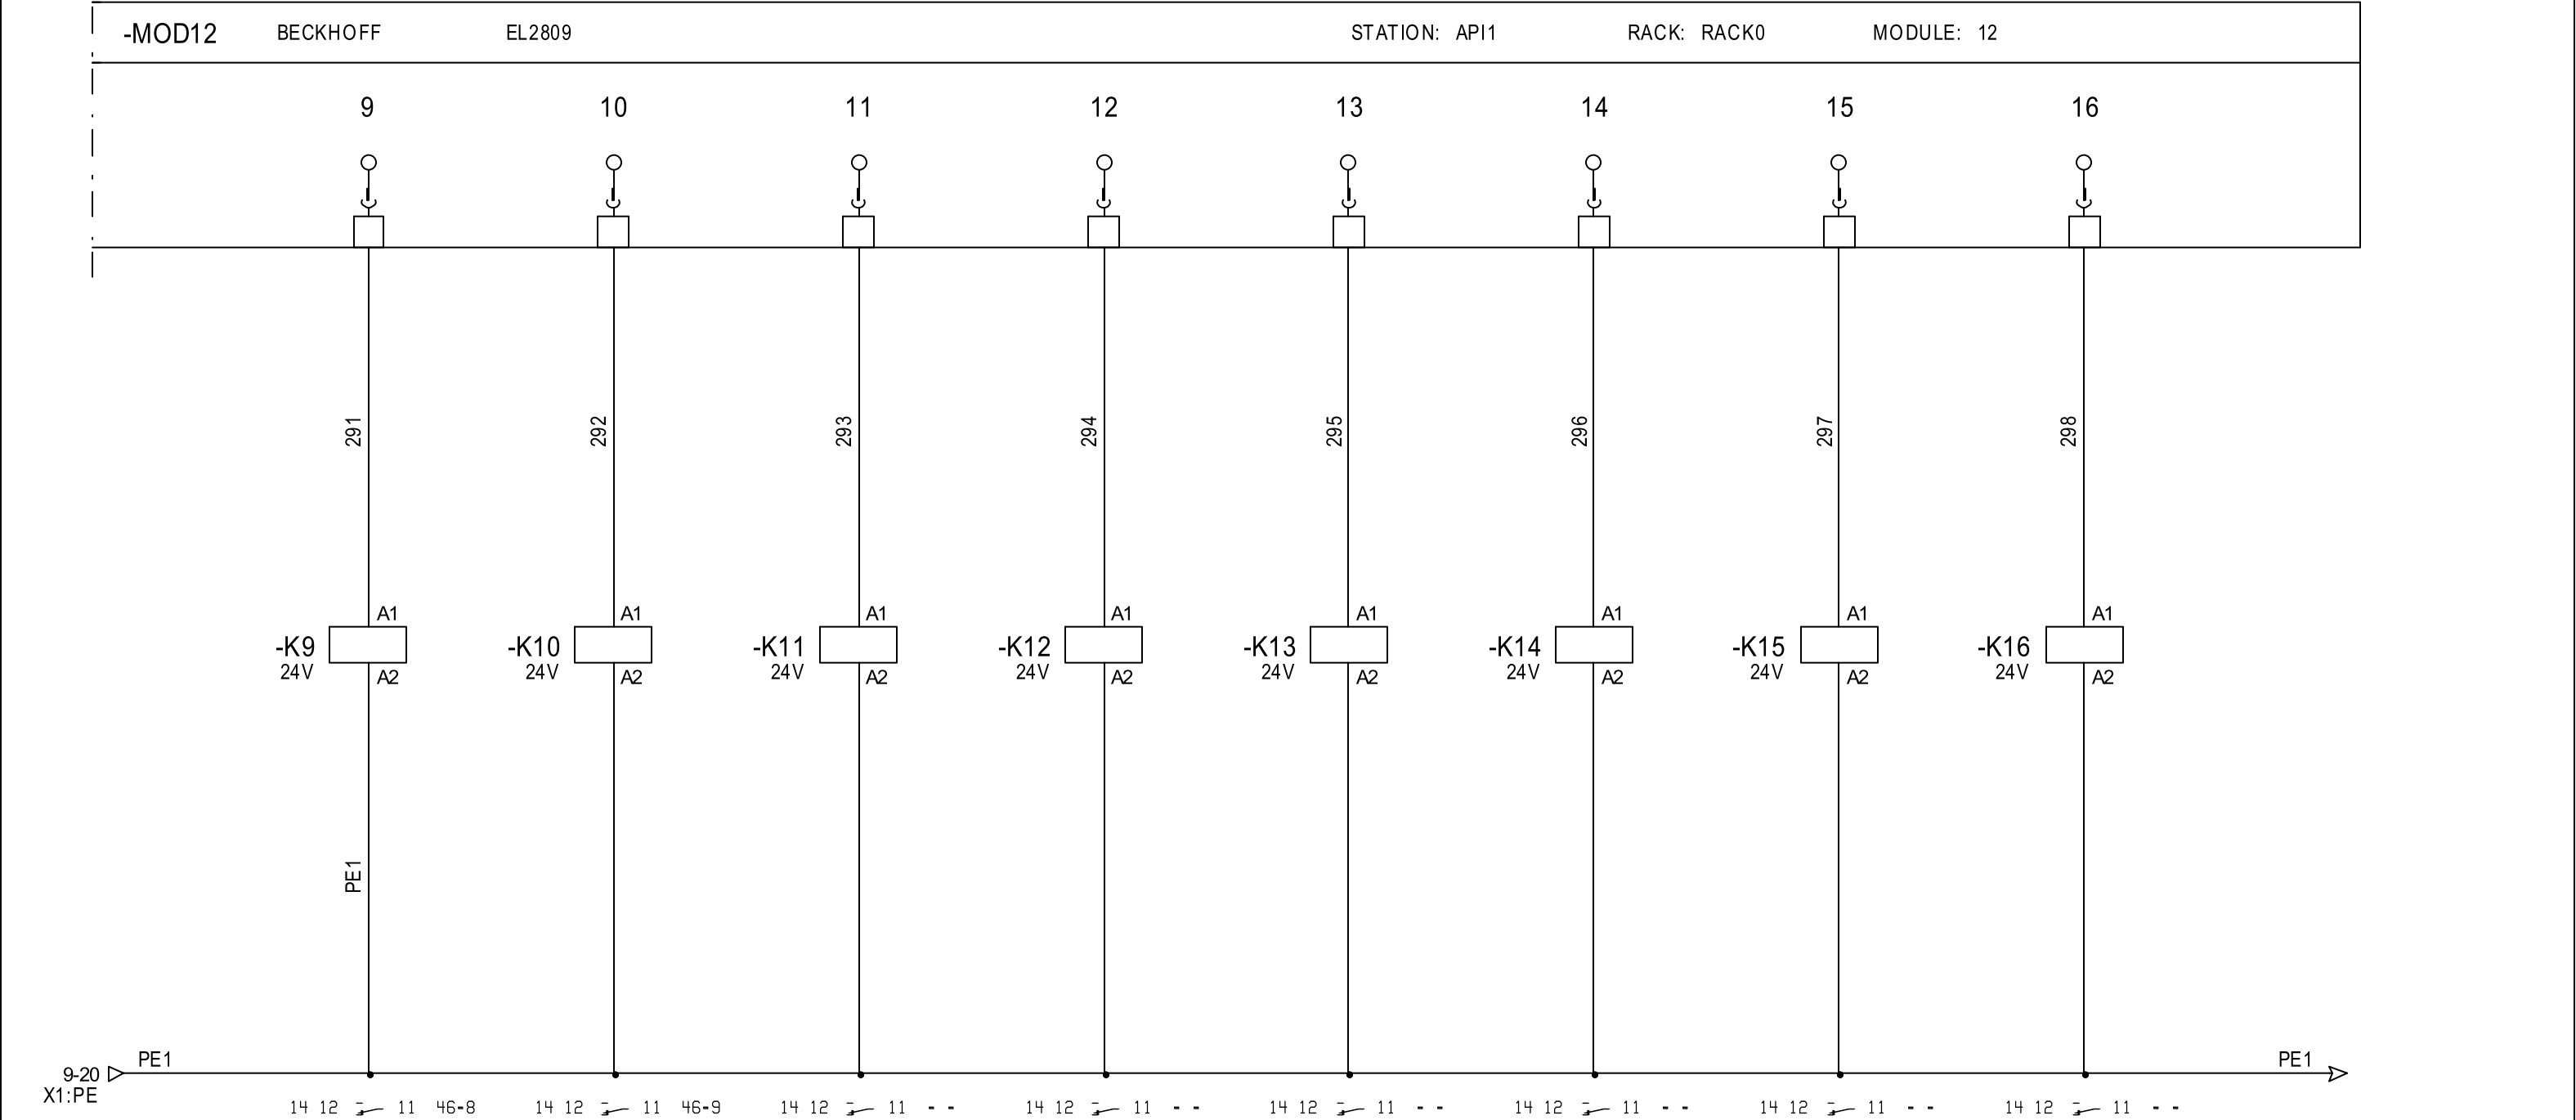 -MOD12 BECKHOFF EL2809 STATION: API1 RACK: RACK0 MODULE: 12
9 10 11 12 13 14 15 16
291 292 293 294 295 296 297 298
A1 A1 A1 A1 A1 A1 A1 A1
-K9 -K10 -K11 -K12 -K13 -K14 -K15 -K16
24V 24V 24V 24V 24V 24V 24V 24V
A2 A2 A2 A2 A2 A2 A2 A2
PE1
PE1 PE1
9-20
X1:PE
14 12 11 46-8 14 12 11 46-9 14 12 11 - - 14 12 11 - - 14 12 11 - - 14 12 11 - - 14 12 11 - - 14 12 11 - -